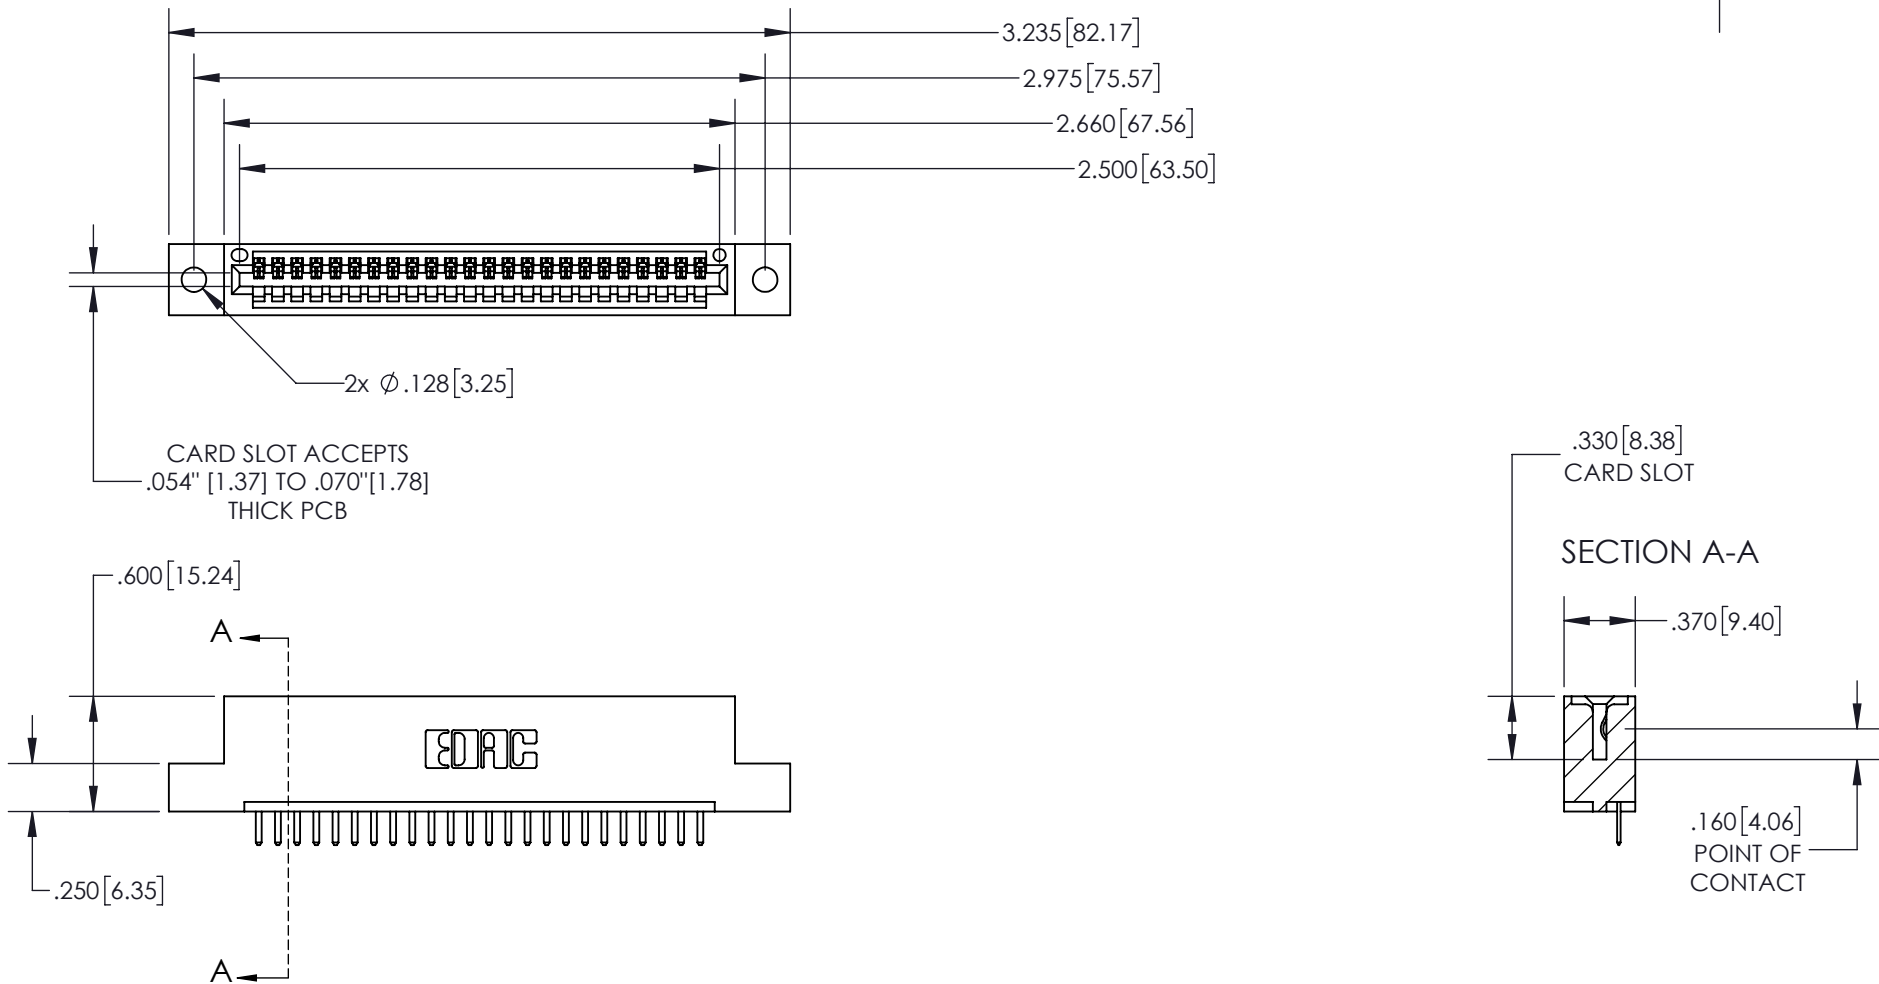 3.235[82.17]
2.975[75.57]
2.660[67.56]
2.500[63.50]
2x Ø.128[3.25]
CARD SLOT ACCEPTS
.054" [1.37] TO .070"[1.78]
THICK PCB
.330[8.38]
CARD SLOT
SECTION A-A
.600[15.24]
A
.370[9.40]
EDAC
.160[4.06]
POINT OF
CONTACT
.250[6.35]
A